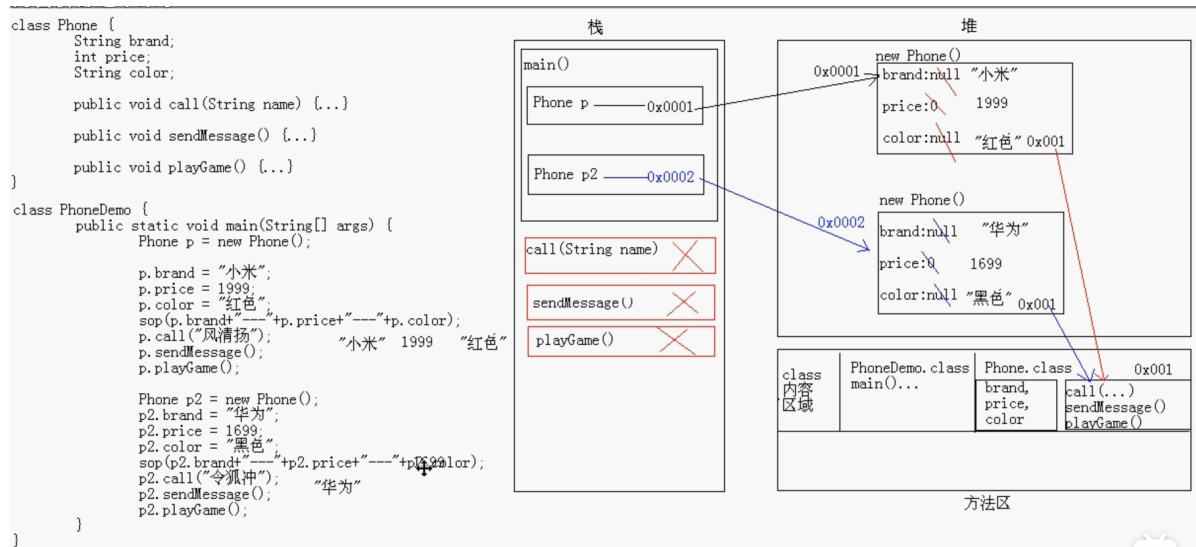 class Phone {
String brand;
int price;
String color;
public void call(String name) {...}
public void sendMessage() {...}
public void playGame() {...}
}
class PhoneDemo {
public static void main(String[] args) {
Phone p = new Phone();
p.brand = "小米";
p.price = 1999;
p.color = "红色";
sop(p.brand+"---"+p.price+"---"+p.color);
p.call("风清扬");
"小米" 1999 "红色"
p.sendMessage();
p.playGame();
Phone p2 = new Phone();
p2.brand = "华为";
p2.price = 1699;
p2.color = "黑色";
sop(p2.brand+"---"+p2.price+"---"+p2.color);
p2.call("令狐冲");
"华为"
p2.sendMessage();
p2.playGame();
}
}
栈
main()
Phone p
0x0001
Phone p2
0x0002
call(String name)
sendMessage()
playGame()
堆
new Phone()
0x0001
brand:null "小米"
price:0 1999
color:null "红色" 0x001
new Phone()
0x0002
brand:null "华为"
price:0 1699
color:null "黑色" 0x001
class
内容
区域
PhoneDemo.class
main()...
Phone.class
0x001
brand,
price,
color
call(...)
sendMessage()
playGame()
方法区